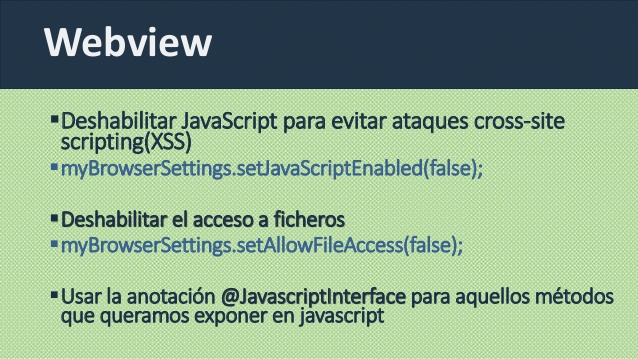 Webview
▪Deshabilitar JavaScript para evitar ataques cross-site
scripting(XSS)
▪myBrowserSettings.setJavaScriptEnabled(false);
▪Deshabilitar el acceso a ficheros
▪myBrowserSettings.setAllowFileAccess(false);
▪Usar la anotación @JavascriptInterface para aquellos métodos
que queramos exponer en javascript